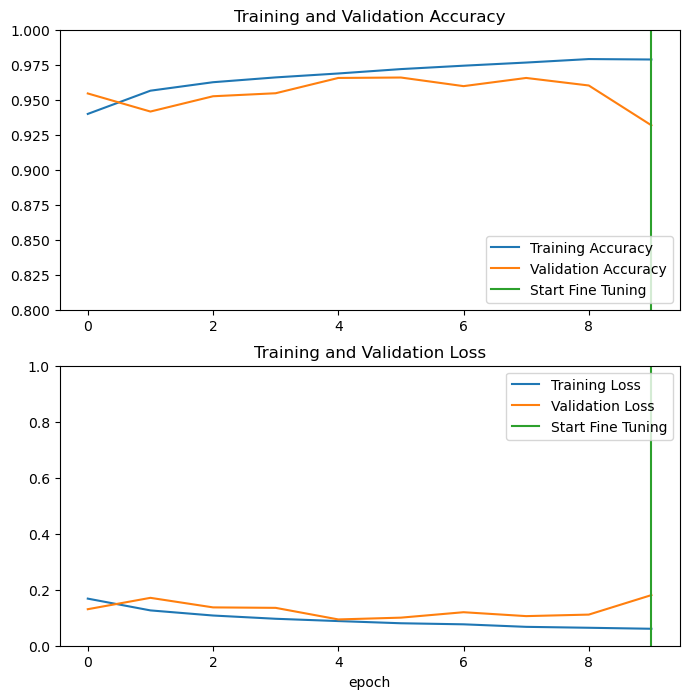 Training and Validation Accuracy
1.000
0.975
0.950
0.925
0.900
0.875
0.850
0.825
0.800
Training Accuracy
Validation Accuracy
Start Fine Tuning
0 2 4 6 8
Training and Validation Loss
1.0
0.8
0.6
0.4
0.2
0.0
Training Loss
Validation Loss
Start Fine Tuning
0 2 4 6 8
epoch